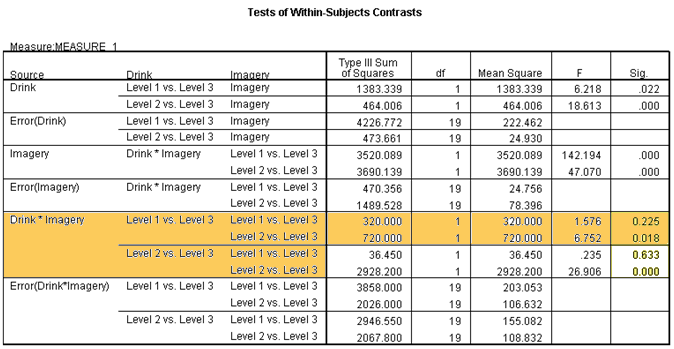 Tests of Within-Subjects Contrasts
Measure:MEASURE_1
Source Drink Imagery Type III Sum of Squares df Mean Square F Sig.
Drink Level 1 vs. Level 3 Imagery 1383.339 1 1383.339 6.218 .022
Level 2 vs. Level 3 Imagery 464.006 1 464.006 18.613 .000
Error(Drink) Level 1 vs. Level 3 Imagery 4226.772 19 222.462
Level 2 vs. Level 3 Imagery 473.661 19 24.930
Imagery Drink * Imagery Level 1 vs. Level 3 3520.089 1 3520.089 142.194 .000
Level 2 vs. Level 3 3690.139 1 3690.139 47.070 .000
Error(Imagery) Drink * Imagery Level 1 vs. Level 3 470.356 19 24.756
Level 2 vs. Level 3 1489.528 19 78.396
Drink * Imagery Level 1 vs. Level 3 Level 1 vs. Level 3 320.000 1 320.000 1.576 0.225
Level 2 vs. Level 3 720.000 1 720.000 6.752 0.018
Level 2 vs. Level 3 Level 1 vs. Level 3 36.450 1 36.450 .235 0.633
Level 2 vs. Level 3 2928.200 1 2928.200 26.906 0.000
Error(Drink*Imagery) Level 1 vs. Level 3 Level 1 vs. Level 3 3858.000 19 203.053
Level 2 vs. Level 3 2026.000 19 106.632
Level 2 vs. Level 3 Level 1 vs. Level 3 2946.550 19 155.082
Level 2 vs. Level 3 2067.800 19 108.832